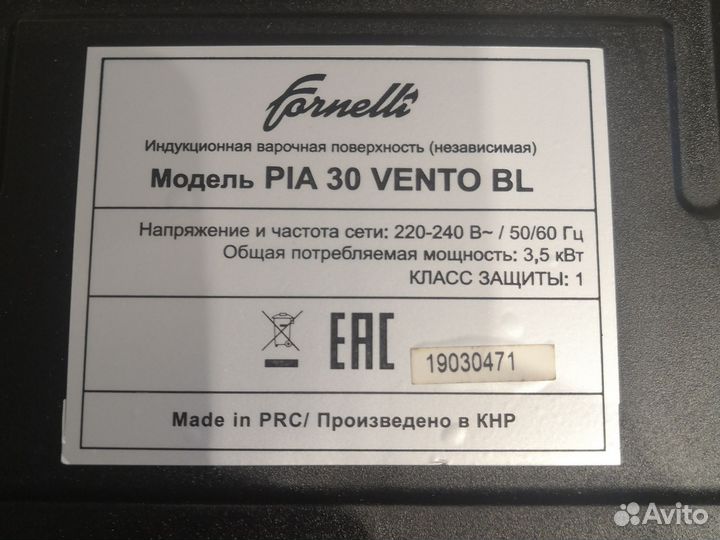 Fornelli
Индукционная варочная поверхность (независимая)
Модель PIA 30 VENTO BL
Напряжение и частота сети: 220-240 В~ / 50/60 Гц
Общая потребляемая мощность: 3,5 кВт
КЛАСС ЗАЩИТЫ: 1
EAC
19030471
Made in PRC/ Произведено в КНР
Avito